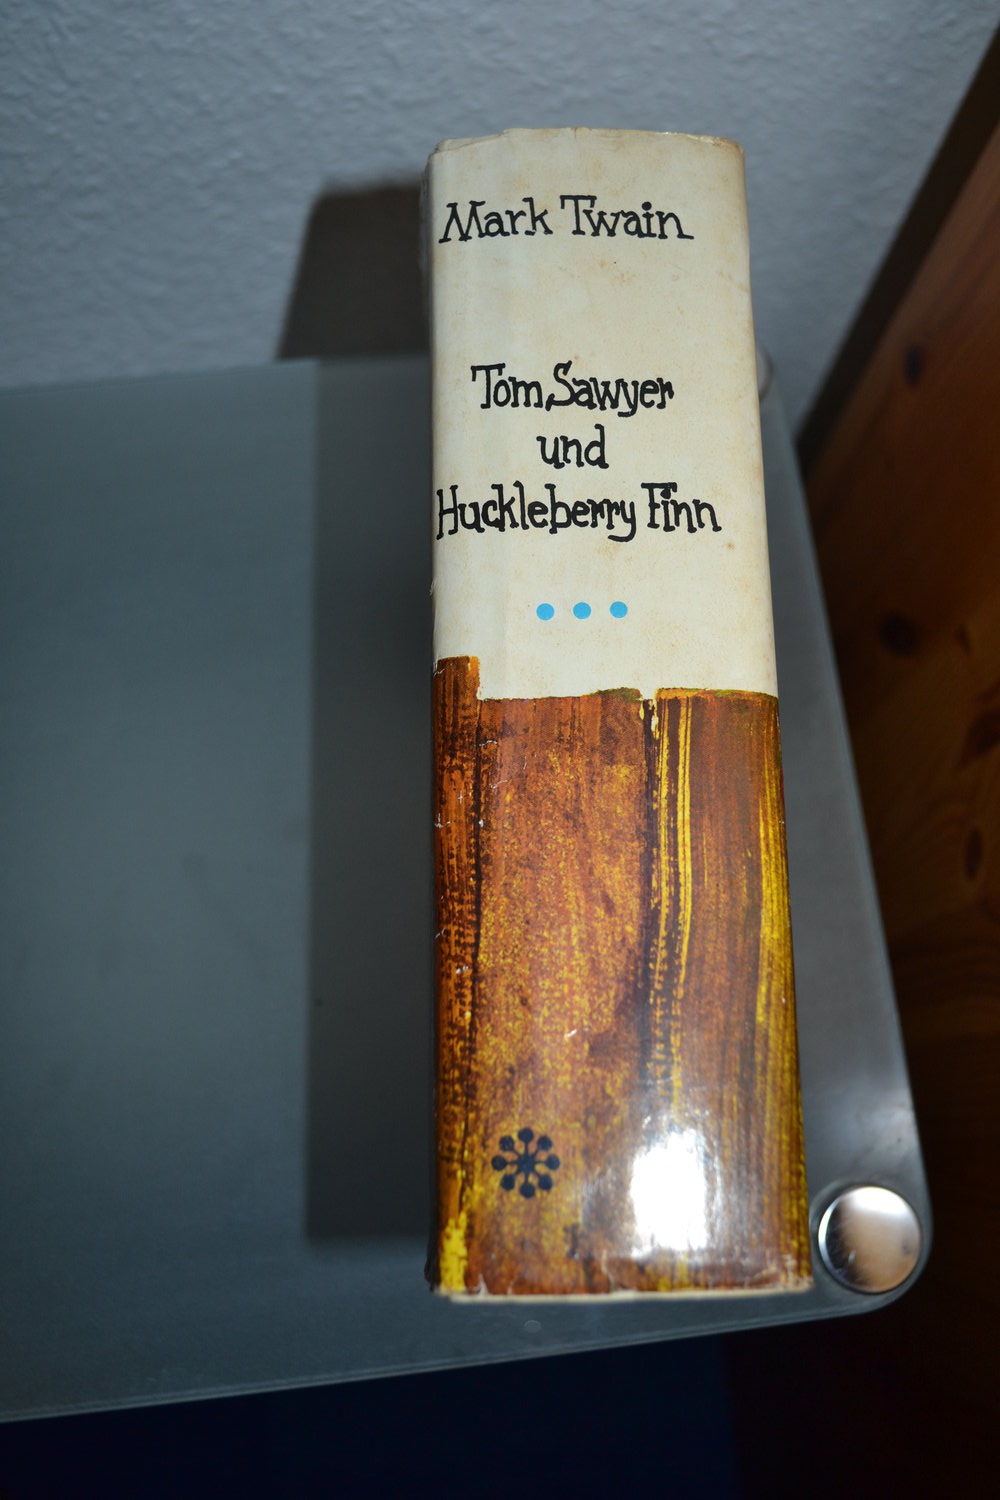 Mark Twain
Tom Sawyer
und
Huckleberry Finn